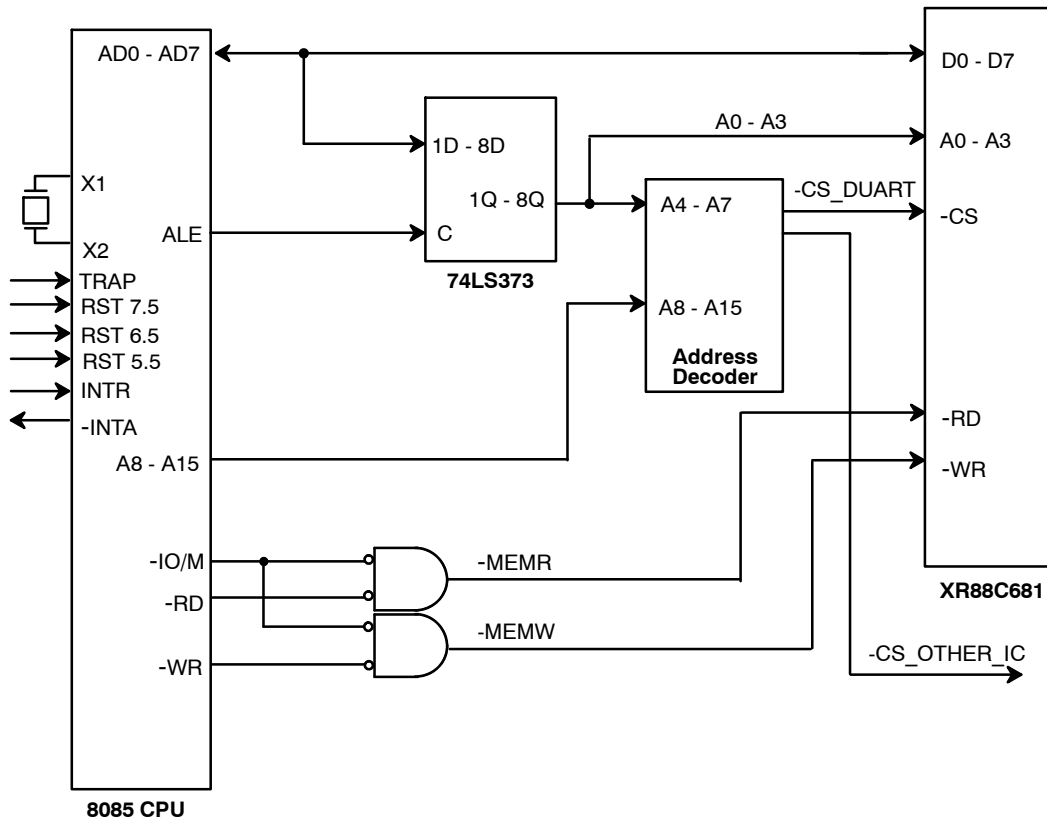 AD0 - AD7
D0 - D7
A0 - A3
1D - 8D
A0 - A3
X1
1Q - 8Q
A4 - A7
-CS_DUART
-CS
ALE
C
X2
74LS373
TRAP
RST 7.5
RST 6.5
RST 5.5
INTR
-INTA
A8 - A15
Address
Decoder
-RD
A8 - A15
-WR
-IO/M
-MEMR
-RD
XR88C681
-MEMW
-WR
-CS_OTHER_IC
8085 CPU